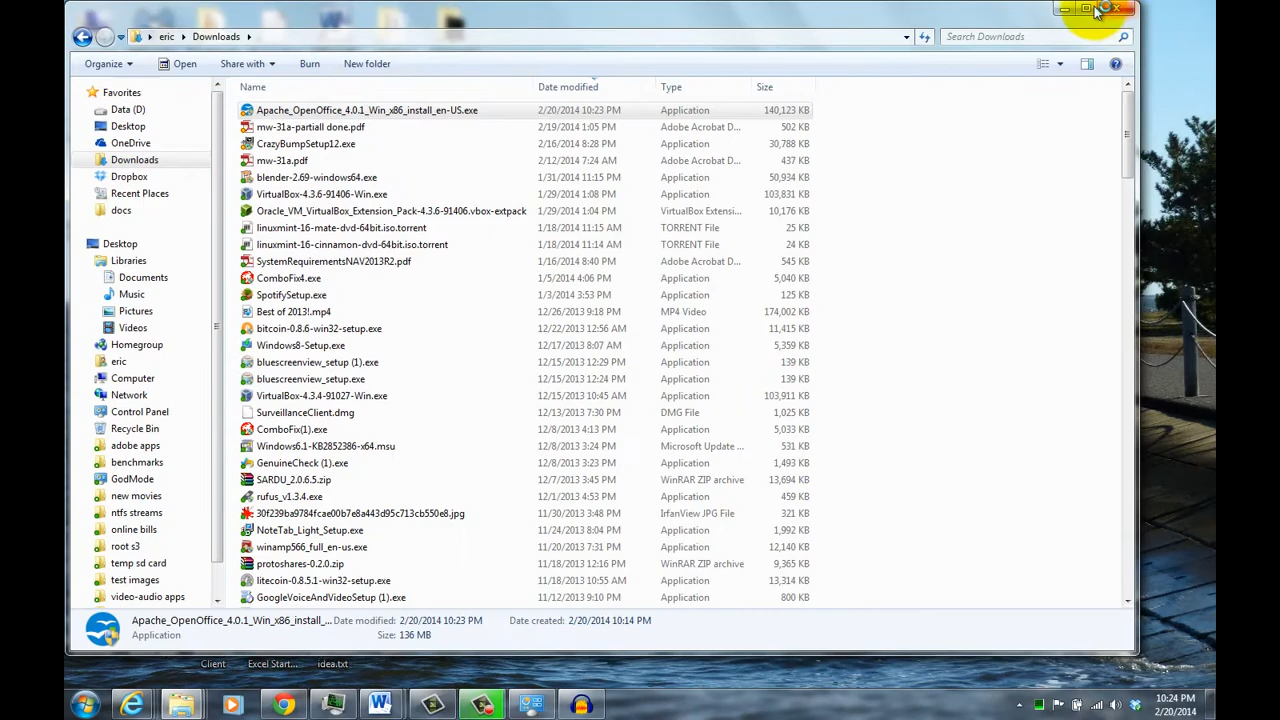 eric Downloads Search Downloads
Organize Open Share with Burn New folder
Name Date modified Type Size
Favorites
Data (D)
Desktop
OneDrive
Downloads
Dropbox
Recent Places
docs
Desktop
Libraries
Documents
Music
Pictures
Videos
Homegroup
eric
Computer
Network
Control Panel
Recycle Bin
adobe apps
benchmarks
GodMode
new movies
ntfs streams
online bills
root s3
temp sd card
test images
video-audio apps
Apache_OpenOffice_4.0.1_Win_x86_install_en-US.exe 2/20/2014 10:23 PM Application 140,123 KB
mw-31a-partiall done.pdf 2/19/2014 1:05 PM Adobe Acrobat D... 502 KB
CrazyBumpSetup12.exe 2/16/2014 8:28 PM Application 30,788 KB
mw-31a.pdf 2/12/2014 7:24 AM Adobe Acrobat D... 437 KB
blender-2.69-windows64.exe 1/31/2014 11:15 PM Application 50,934 KB
VirtualBox-4.3.6-91406-Win.exe 1/29/2014 1:08 PM Application 103,831 KB
Oracle_VM_VirtualBox_Extension_Pack-4.3.6-91406.vbox-extpack 1/29/2014 1:04 PM VirtualBox Extensi... 10,176 KB
linuxmint-16-mate-dvd-64bit.iso.torrent 1/18/2014 11:15 AM TORRENT File 25 KB
linuxmint-16-cinnamon-dvd-64bit.iso.torrent 1/18/2014 11:14 AM TORRENT File 24 KB
SystemRequirementsNAV2013R2.pdf 1/16/2014 8:40 PM Adobe Acrobat D... 545 KB
ComboFix4.exe 1/5/2014 4:06 PM Application 5,040 KB
SpotifySetup.exe 1/3/2014 3:53 PM Application 125 KB
Best of 2013!.mp4 12/26/2013 9:18 PM MP4 Video 174,002 KB
bitcoin-0.8.6-win32-setup.exe 12/22/2013 12:56 AM Application 11,415 KB
Windows8-Setup.exe 12/17/2013 8:07 AM Application 5,359 KB
bluescreenview_setup (1).exe 12/15/2013 12:29 PM Application 139 KB
bluescreenview_setup.exe 12/15/2013 12:24 PM Application 139 KB
VirtualBox-4.3.4-91027-Win.exe 12/15/2013 10:45 AM Application 103,911 KB
SurveillanceClient.dmg 12/13/2013 7:30 PM DMG File 1,025 KB
ComboFix(1).exe 12/8/2013 4:13 PM Application 5,033 KB
Windows6.1-KB2852386-x64.msu 12/8/2013 3:24 PM Microsoft Update ... 531 KB
GenuineCheck (1).exe 12/8/2013 3:23 PM Application 1,493 KB
SARDU_2.0.6.5.zip 12/7/2013 3:45 PM WinRAR ZIP archive 13,694 KB
rufus_v1.3.4.exe 12/1/2013 4:53 PM Application 459 KB
30f239ba9784fcae00b7e8a443d95c713cb550e8.jpg 11/30/2013 3:48 PM IrfanView JPG File 321 KB
NoteTab_Light_Setup.exe 11/24/2013 8:04 PM Application 1,992 KB
winamp566_full_en-us.exe 11/20/2013 7:31 PM Application 12,140 KB
protoshares-0.2.0.zip 11/18/2013 12:16 PM WinRAR ZIP archive 9,365 KB
litecoin-0.8.5.1-win32-setup.exe 11/18/2013 10:55 AM Application 13,314 KB
GoogleVoiceAndVideoSetup (1).exe 11/12/2013 9:10 PM Application 800 KB
Apache_OpenOffice_4.0.1_Win_x86_install_... Date modified: 2/20/2014 10:23 PM Date created: 2/20/2014 10:14 PM
Application Size: 136 MB
Client Excel Start... idea.txt
10:24 PM
2/20/2014